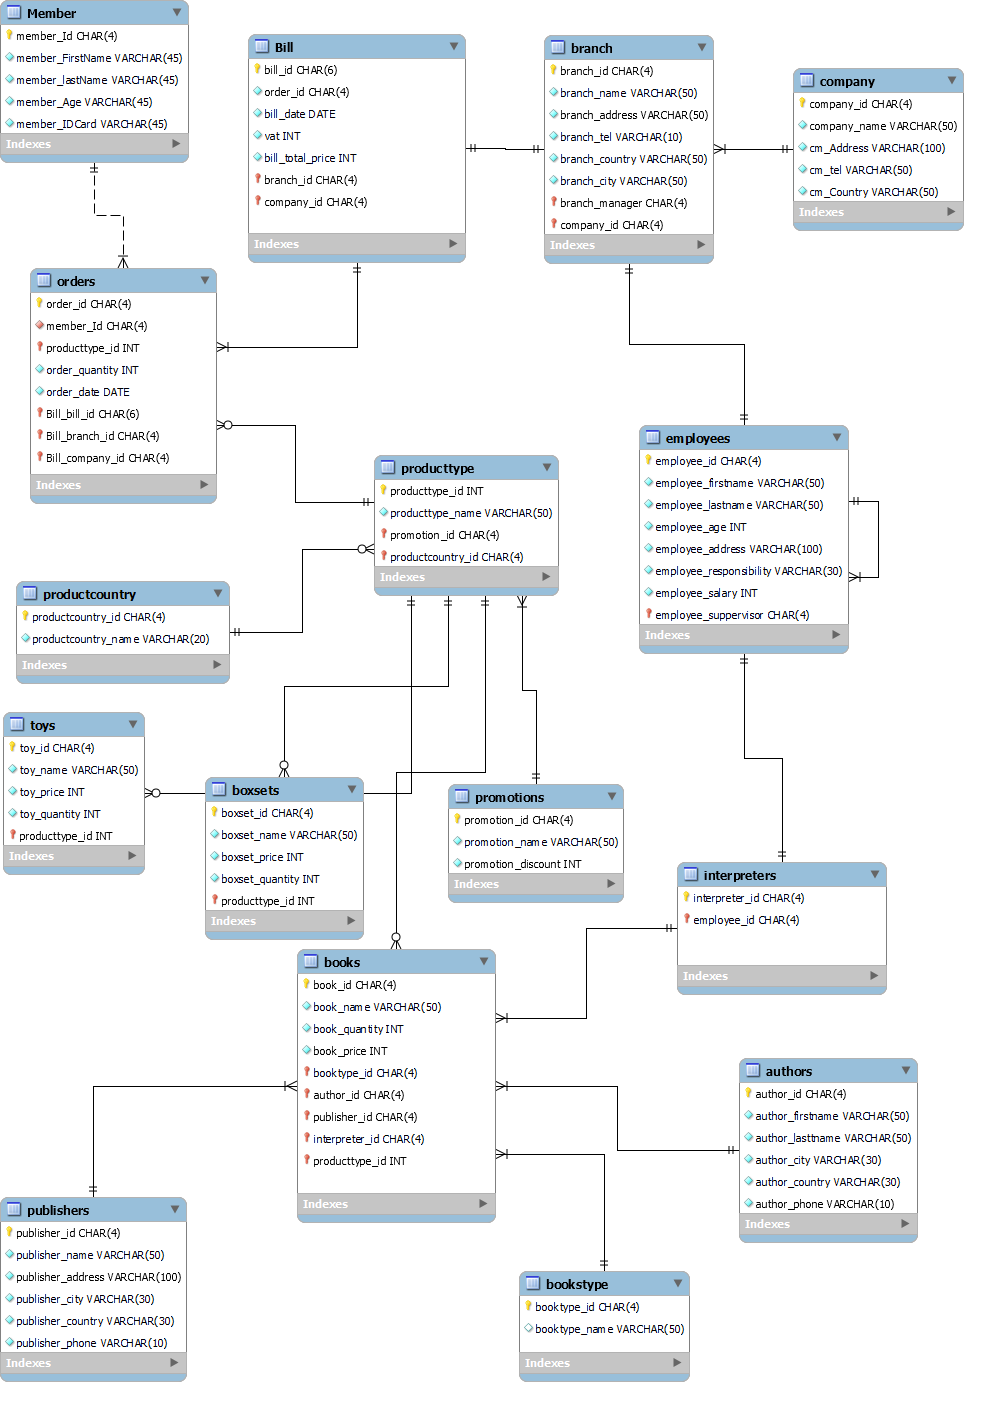 Member
member_Id CHAR(4)
member_FirstName VARCHAR(45)
member_lastName VARCHAR(45)
member_Age VARCHAR(45)
member_IDCard VARCHAR(45)
Indexes
Bill
bill_id CHAR(6)
order_id CHAR(4)
bill_date DATE
vat INT
bill_total_price INT
branch_id CHAR(4)
company_id CHAR(4)
Indexes
branch
branch_id CHAR(4)
branch_name VARCHAR(50)
branch_address VARCHAR(50)
branch_tel VARCHAR(10)
branch_country VARCHAR(50)
branch_city VARCHAR(50)
branch_manager CHAR(4)
company_id CHAR(4)
Indexes
company
company_id CHAR(4)
company_name VARCHAR(50)
cm_Address VARCHAR(100)
cm_tel VARCHAR(50)
cm_Country VARCHAR(50)
Indexes
orders
order_id CHAR(4)
member_Id CHAR(4)
producttype_id INT
order_quantity INT
order_date DATE
Bill_bill_id CHAR(6)
Bill_branch_id CHAR(4)
Bill_company_id CHAR(4)
Indexes
producttype
producttype_id INT
producttype_name VARCHAR(50)
promotion_id CHAR(4)
productcountry_id CHAR(4)
Indexes
employees
employee_id CHAR(4)
employee_firstname VARCHAR(50)
employee_lastname VARCHAR(50)
employee_age INT
employee_address VARCHAR(100)
employee_responsibility VARCHAR(30)
employee_salary INT
employee_suppervisor CHAR(4)
Indexes
productcountry
productcountry_id CHAR(4)
productcountry_name VARCHAR(20)
Indexes
toys
toy_id CHAR(4)
toy_name VARCHAR(50)
toy_price INT
toy_quantity INT
producttype_id INT
Indexes
boxsets
boxset_id CHAR(4)
boxset_name VARCHAR(50)
boxset_price INT
boxset_quantity INT
producttype_id INT
Indexes
promotions
promotion_id CHAR(4)
promotion_name VARCHAR(50)
promotion_discount INT
Indexes
interpreters
interpreter_id CHAR(4)
employee_id CHAR(4)
Indexes
books
book_id CHAR(4)
book_name VARCHAR(50)
book_quantity INT
book_price INT
booktype_id CHAR(4)
author_id CHAR(4)
publisher_id CHAR(4)
interpreter_id CHAR(4)
producttype_id INT
Indexes
authors
author_id CHAR(4)
author_firstname VARCHAR(50)
author_lasttname VARCHAR(50)
author_city VARCHAR(30)
author_country VARCHAR(30)
author_phone VARCHAR(10)
Indexes
publishers
publisher_id CHAR(4)
publisher_name VARCHAR(50)
publisher_address VARCHAR(100)
publisher_city VARCHAR(30)
publisher_country VARCHAR(30)
publisher_phone VARCHAR(10)
Indexes
bookstype
booktype_id CHAR(4)
booktype_name VARCHAR(50)
Indexes